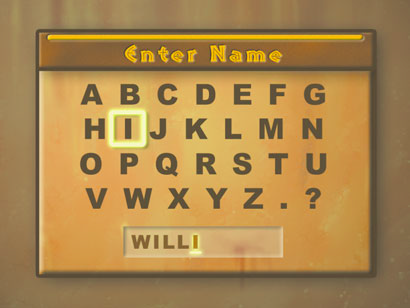 Enter Name
A B C D E F G
H I J K L M N
O P Q R S T U
V W X Y Z . ?
WILLI